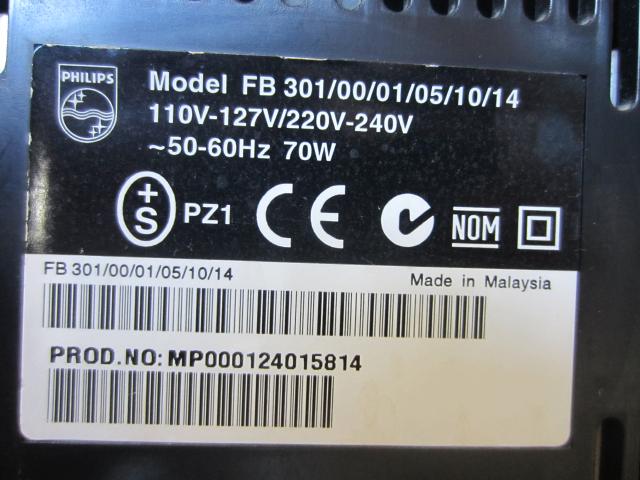 PHILIPS
Model FB 301/00/01/05/10/14
110V-127V/220V-240V
~50-60Hz 70W
+S PZ1 CE NOM
FB 301/00/01/05/10/14
Made in Malaysia
PROD.NO: MP000124015814